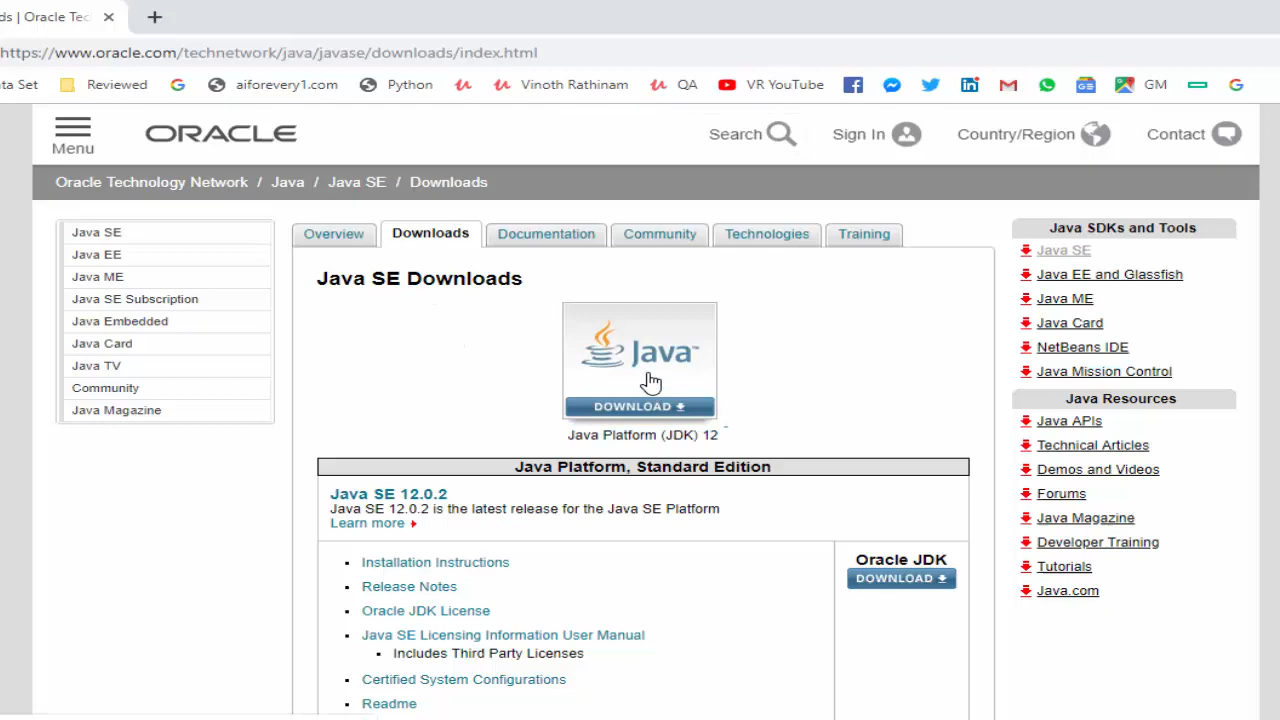 ds | Oracle Tec
https://www.oracle.com/technetwork/java/javase/downloads/index.html
ta Set Reviewed aiforevery1.com Python Vinoth Rathinam QA VR YouTube GM
Menu
ORACLE
Search Sign In Country/Region Contact
Oracle Technology Network / Java / Java SE / Downloads
Java SE
Java EE
Java ME
Java SE Subscription
Java Embedded
Java Card
Java TV
Community
Java Magazine
Overview Downloads Documentation Community Technologies Training
Java SE Downloads
Java™
DOWNLOAD
Java Platform (JDK) 12
Java Platform, Standard Edition
Java SE 12.0.2
Java SE 12.0.2 is the latest release for the Java SE Platform
Learn more
Installation Instructions
Release Notes
Oracle JDK License
Java SE Licensing Information User Manual
Includes Third Party Licenses
Certified System Configurations
Readme
Oracle JDK
DOWNLOAD
Java SDKs and Tools
Java SE
Java EE and Glassfish
Java ME
Java Card
NetBeans IDE
Java Mission Control
Java Resources
Java APIs
Technical Articles
Demos and Videos
Forums
Java Magazine
Developer Training
Tutorials
Java.com